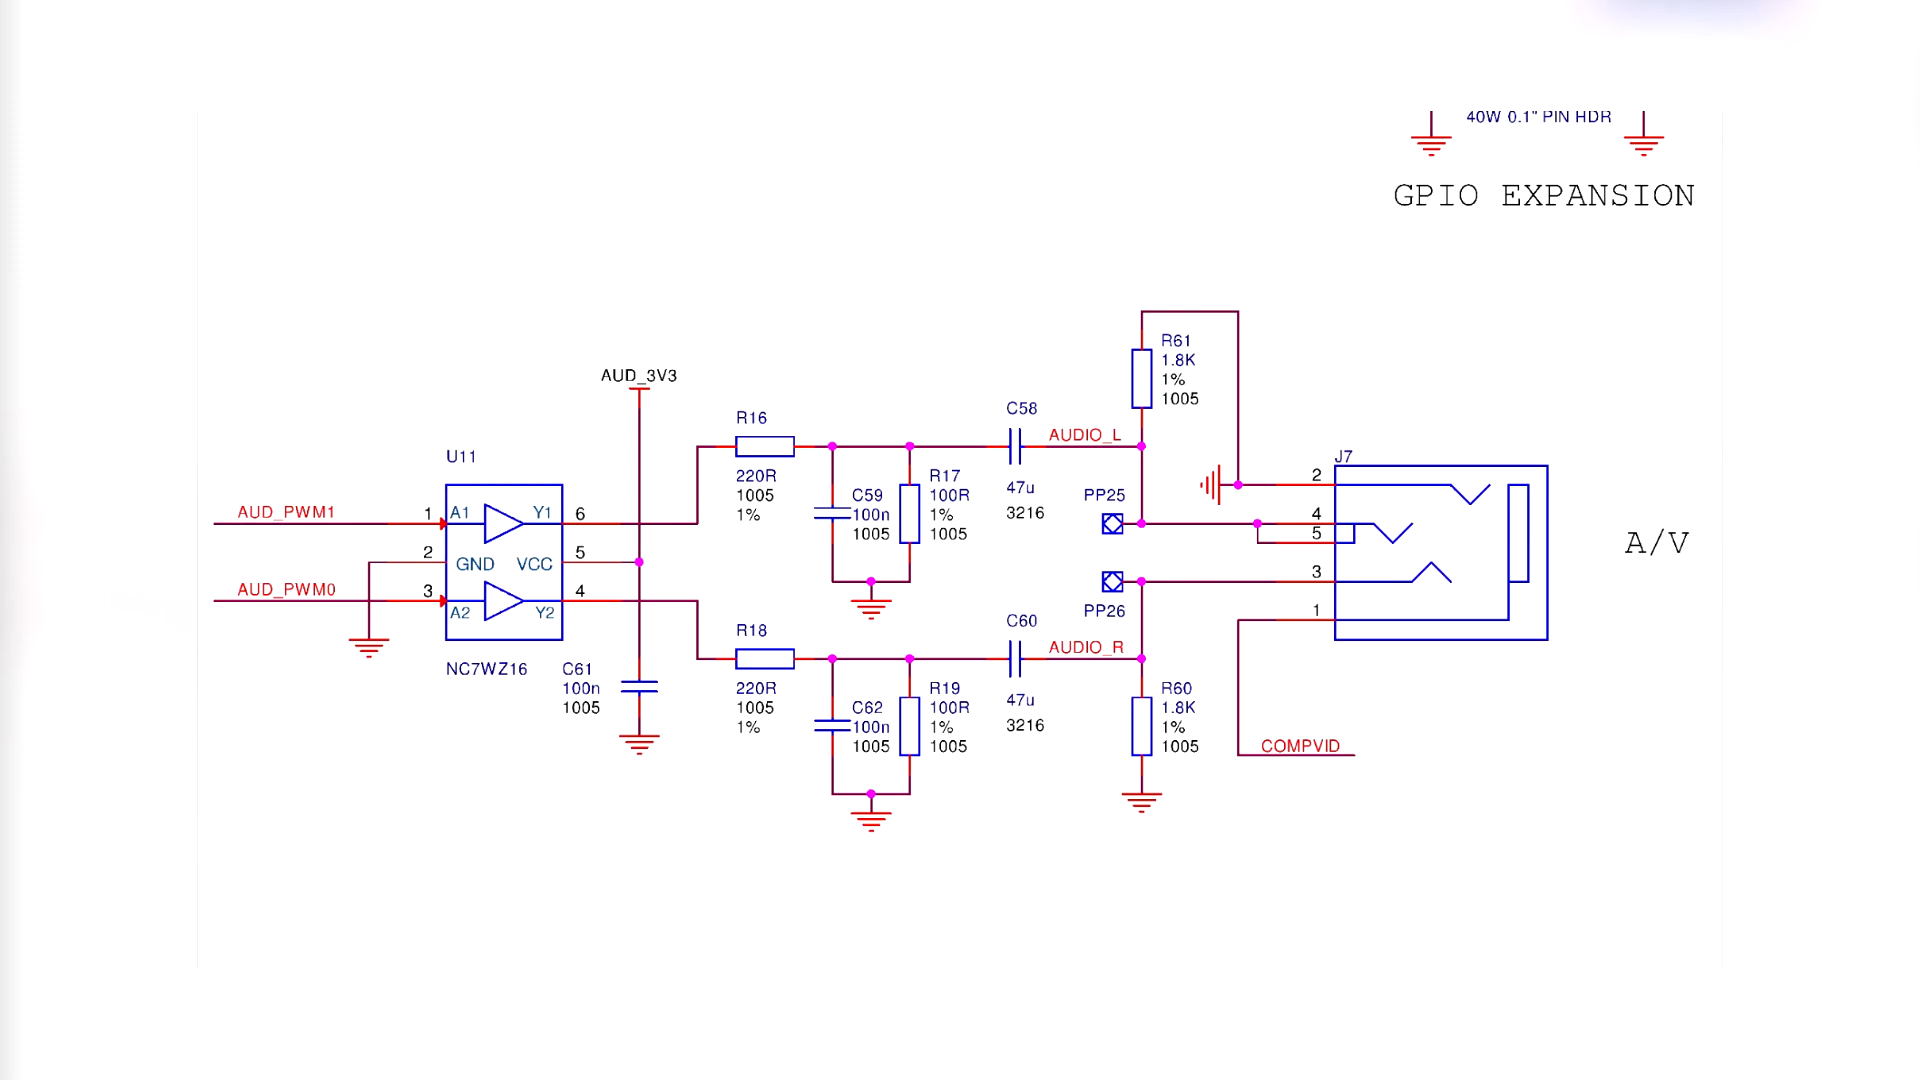 40W 0.1" PIN HDR
GPIO EXPANSION
R61
1.8K
1%
1005
AUD_3V3
C58
R16
AUDIO_L
U11
J7
220R
1005
1%
C59
100n
1005
R17
100R
1%
1005
47u
3216
PP25
2
4
5
3
1
A/V
AUD_PWM1
1
A1
Y1
6
2
GND
VCC
5
AUD_PWM0
3
A2
Y2
4
PP26
C60
R18
AUDIO_R
NC7WZ16
C61
100n
1005
220R
1005
1%
C62
100n
1005
R19
100R
1%
1005
47u
3216
R60
1.8K
1%
1005
COMPVID